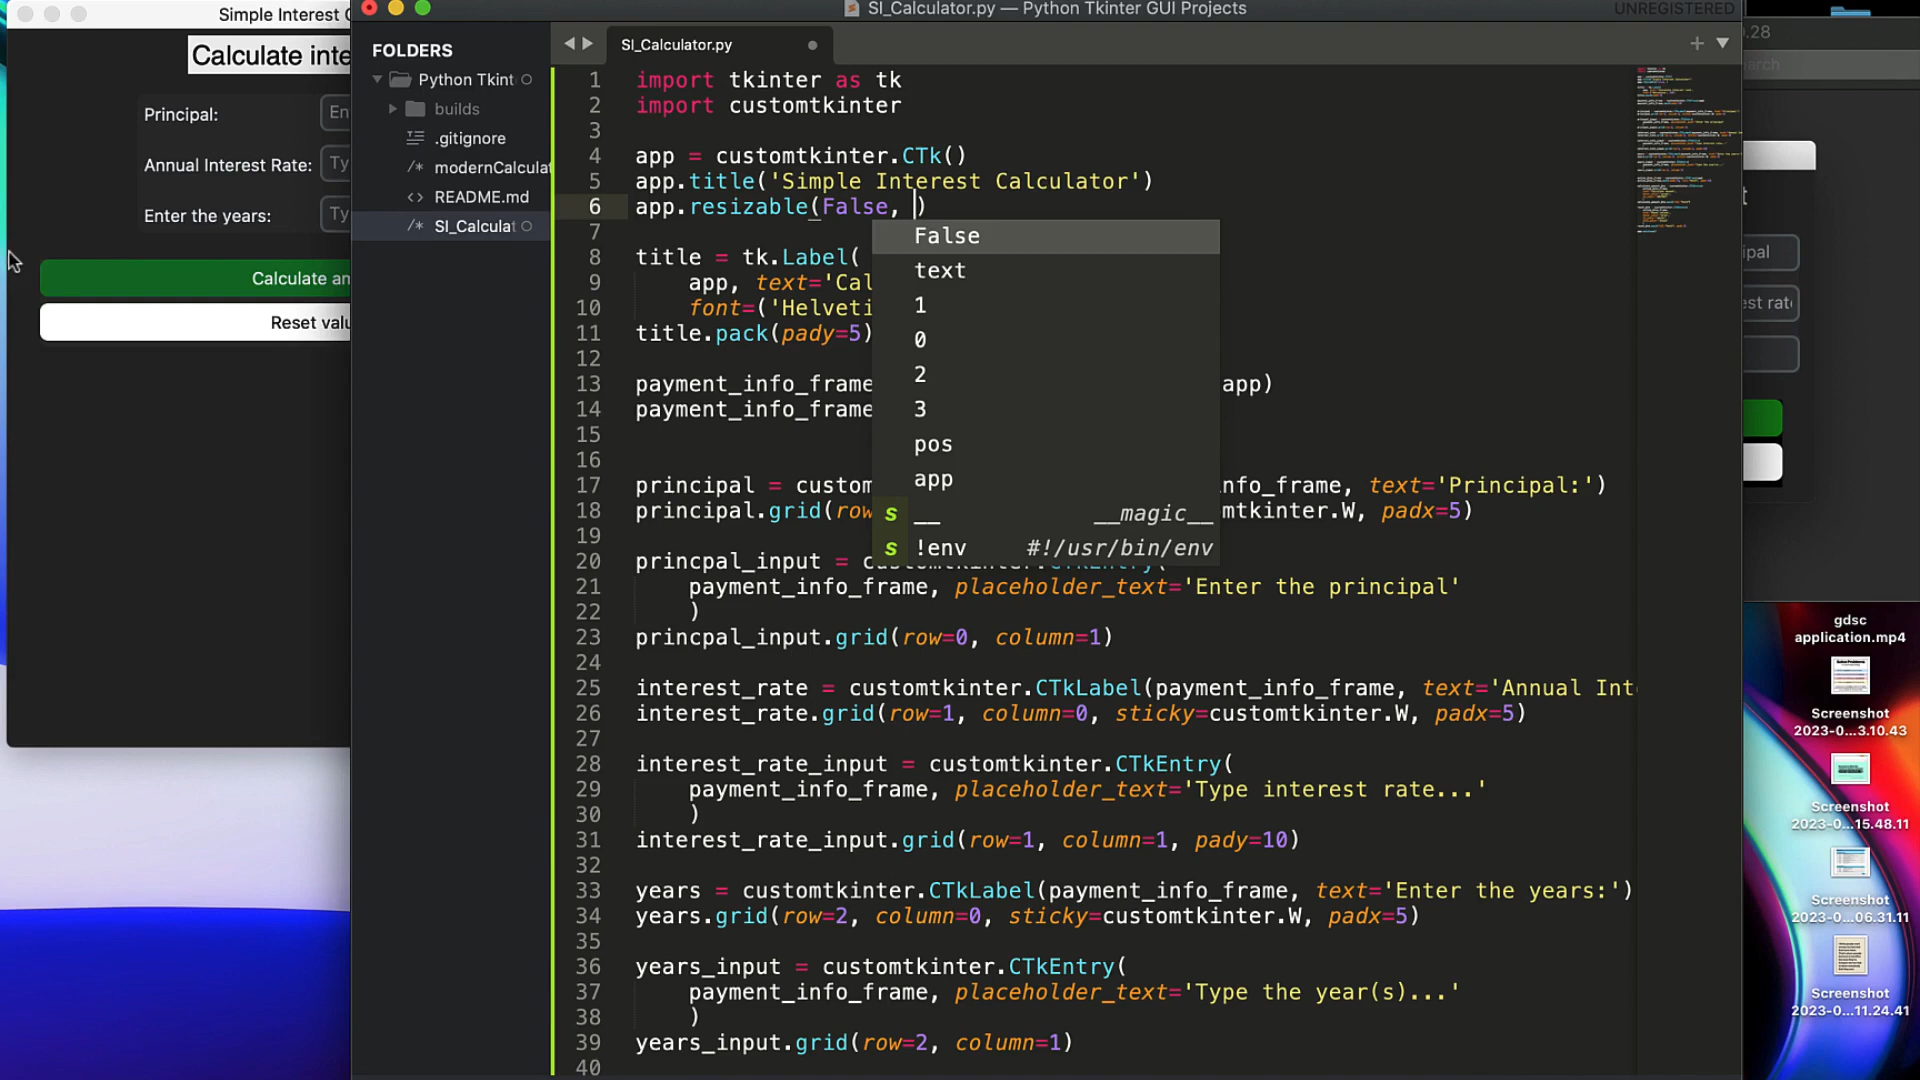 Simple Interest C
Calculate inte
Principal:
En
Annual Interest Rate:
Ty
Enter the years:
Ty
Calculate an
Reset valu
SI_Calculator.py — Python Tkinter GUI Projects
UNREGISTERED
FOLDERS
Python Tkint
builds
.gitignore
modernCalculat
README.md
SI_Calculat
SI_Calculator.py
1 import tkinter as tk
2 import customtkinter
3
4 app = customtkinter.CTk()
5 app.title('Simple Interest Calculator')
6 app.resizable(False, )
7
8 title = tk.Label(
9 app, text='Cal
10 font=('Helveti
11 title.pack(pady=5)
12
13 payment_info_frame app)
14 payment_info_frame
15
16
17 principal = custom nfo_frame, text='Principal:')
18 principal.grid(row mtkinter.W, padx=5)
19
20 princpal_input = customtkinter.CTkEntry(
21 payment_info_frame, placeholder_text='Enter the principal'
22 )
23 princpal_input.grid(row=0, column=1)
24
25 interest_rate = customtkinter.CTkLabel(payment_info_frame, text='Annual Int
26 interest_rate.grid(row=1, column=0, sticky=customtkinter.W, padx=5)
27
28 interest_rate_input = customtkinter.CTkEntry(
29 payment_info_frame, placeholder_text='Type interest rate...'
30 )
31 interest_rate_input.grid(row=1, column=1, pady=10)
32
33 years = customtkinter.CTkLabel(payment_info_frame, text='Enter the years:')
34 years.grid(row=2, column=0, sticky=customtkinter.W, padx=5)
35
36 years_input = customtkinter.CTkEntry(
37 payment_info_frame, placeholder_text='Type the year(s)...'
38 )
39 years_input.grid(row=2, column=1)
40
False
text
1
0
2
3
pos
app
s __ __magic__
s !env #!/usr/bin/env
0.28
arch
t
ipal
est rat
gdsc
application.mp4
Screenshot
2023-0...3.10.43
Screenshot
2023-0...15.48.11
Screenshot
2023-0...06.31.11
Screenshot
2023-0...11.24.41